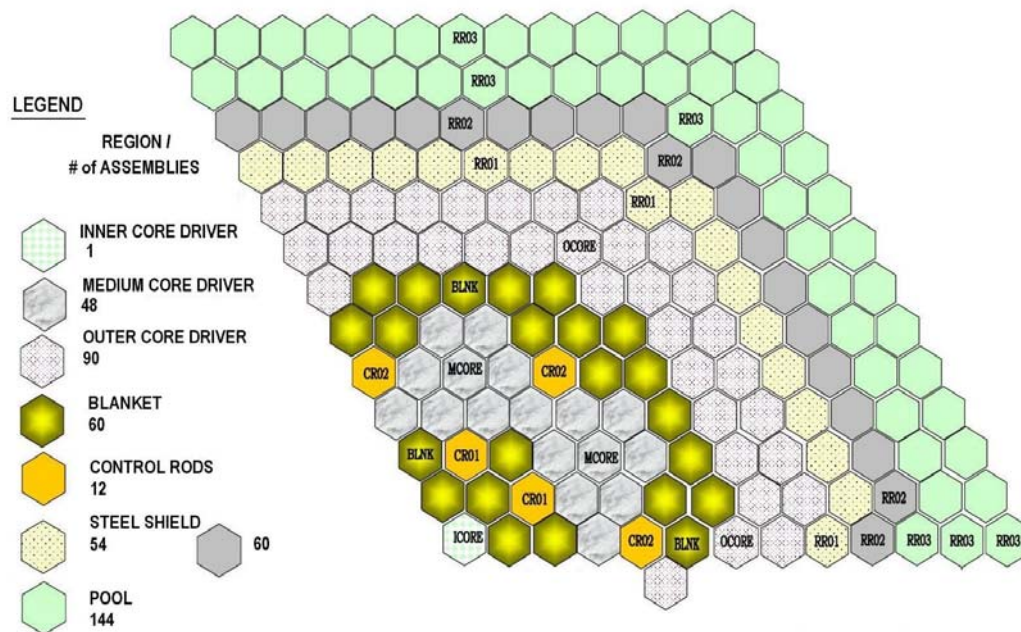 RR03
RR03
LEGEND
RR02
RR03
REGION /
# of ASSEMBLIES
RR01
RR02
RR01
INNER CORE DRIVER
1
OCORE
MEDIUM CORE DRIVER
48
BLNK
OUTER CORE DRIVER
90
CR02
MCORE
CR02
BLANKET
60
BLNK
CR01
MCORE
CONTROL RODS
12
CR01
RR02
STEEL SHIELD
54
60
ICORE
CR02
BLNK
OCORE
RR01
RR02
RR03
RR03
RR03
POOL
144